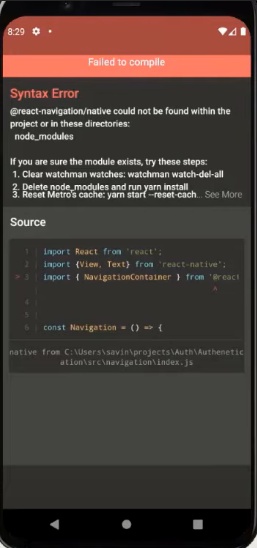 8:29
Failed to compile
Syntax Error
@react-navigation/native could not be found within the
project or in these directories:
node_modules
If you are sure the module exists, try these steps:
1. Clear watchman watches: watchman watch-del-all
2. Delete node_modules and run yarn install
3. Reset Metro's cache: yarn start --reset-cach... See More
Source
1 | import React from 'react';
2 | import {View, Text} from 'react-native';
> 3 | import { NavigationContainer } from '@react
| ^
4 |
5 |
6 | const Navigation = () => {
native from C:\Users\savin\projects\Auth\Authenetic
ation\src\navigation\index.js